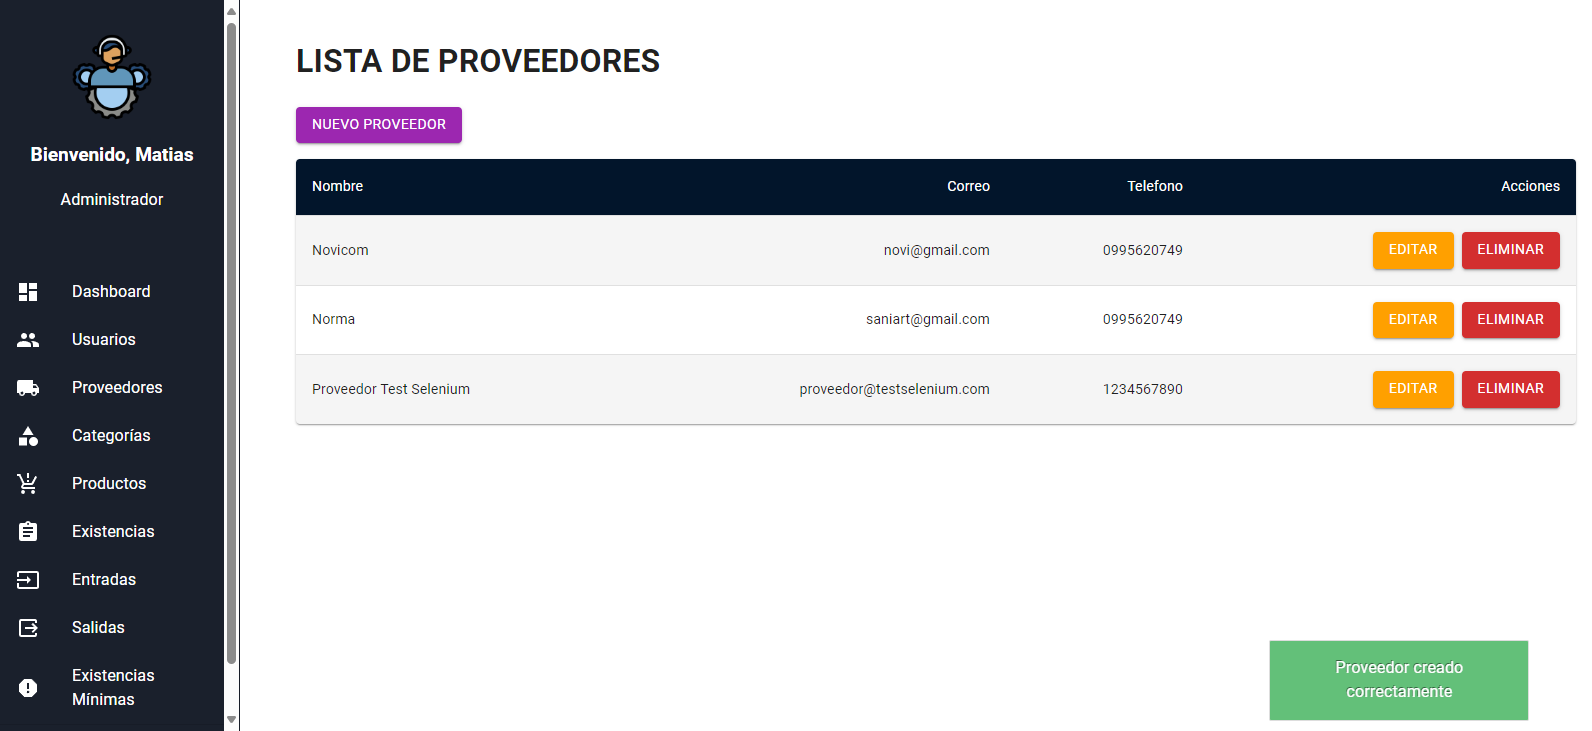 Bienvenido, Matias
Administrador
Dashboard
Usuarios
Proveedores
Categorías
Productos
Existencias
Entradas
Salidas
Existencias
Mínimas
LISTA DE PROVEEDORES
NUEVO PROVEEDOR
Nombre Correo Telefono Acciones
Novicom novi@gmail.com 0995620749 EDITAR ELIMINAR
Norma saniart@gmail.com 0995620749 EDITAR ELIMINAR
Proveedor Test Selenium proveedor@testselenium.com 1234567890 EDITAR ELIMINAR
Proveedor creado
correctamente